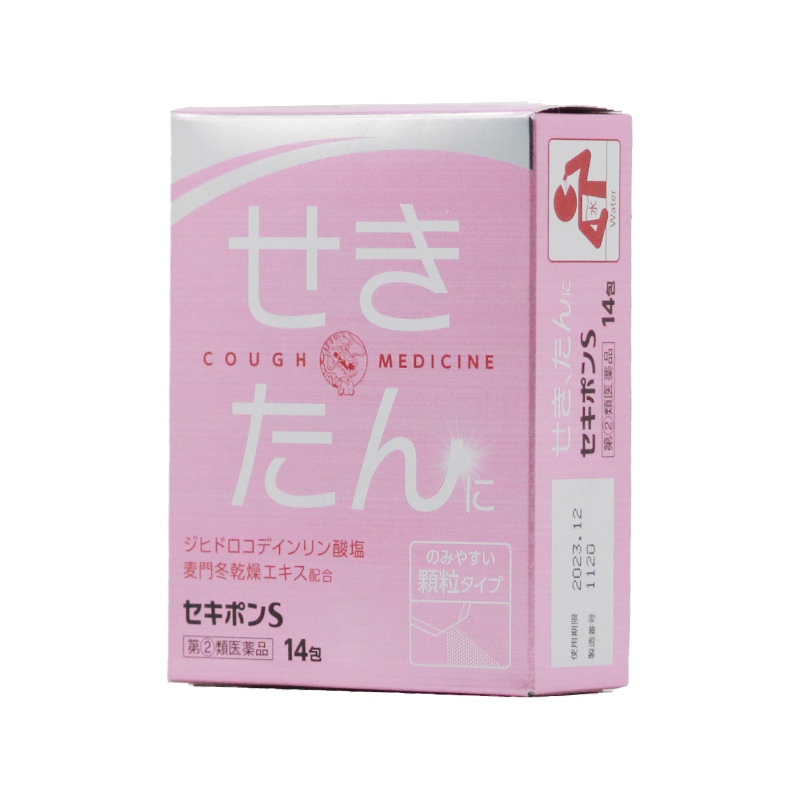 せき
COUGH MEDICINE
たんに
ジヒドロコデインリン酸塩
麦門冬乾燥エキス配合
セキポンS
第②類医薬品 14包
のみやすい
顆粒タイプ
水
Water
せき、たんに
セキポンS 14包
第②類医薬品
使用期限 2023.12
製造番号 1120